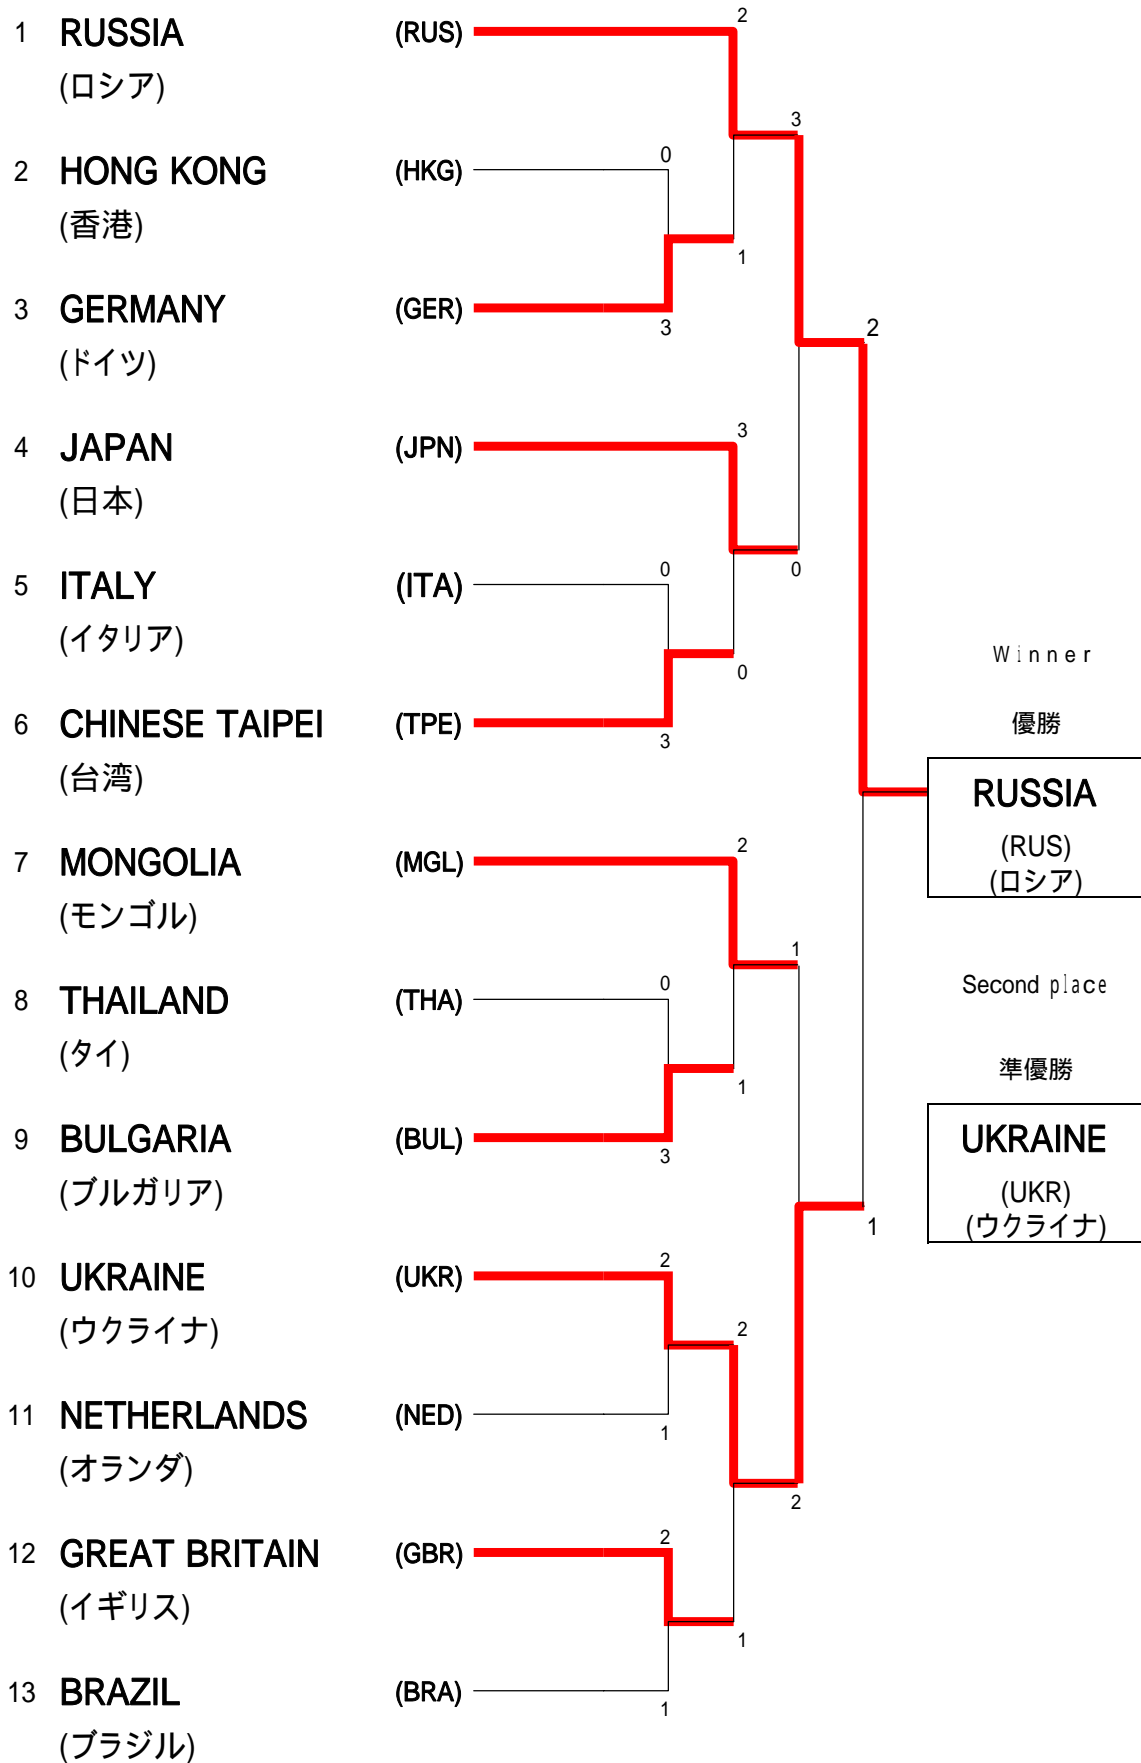 2
1 RUSSIA (RUS)
(ロシア)
3
0
2 HONG KONG (HKG)
(香港)
1
3 GERMANY (GER)
3
2
(ドイツ)
3
4 JAPAN (JPN)
(日本)
0
0
5 ITALY (ITA)
(イタリア)
Winner
0
優勝
6 CHINESE TAIPEI (TPE)
3
(台湾)
RUSSIA
(RUS)
(ロシア)
2
7 MONGOLIA (MGL)
(モンゴル)
1
0
Second place
8 THAILAND (THA)
(タイ)
準優勝
1
9 BULGARIA (BUL)
3
(ブルガリア)
UKRAINE
(UKR)
(ウクライナ)
1
2
10 UKRAINE (UKR)
(ウクライナ)
2
11 NETHERLANDS (NED)
1
(オランダ)
2
2
12 GREAT BRITAIN (GBR)
(イギリス)
1
13 BRAZIL (BRA)
1
(ブラジル)